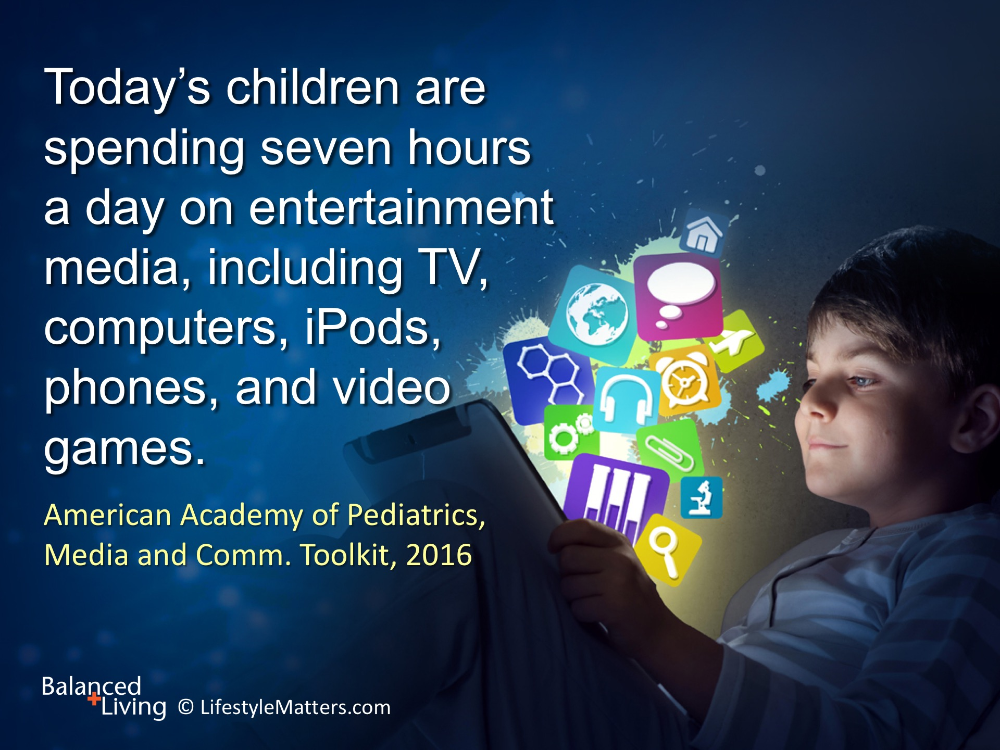 Today’s children are
spending seven hours
a day on entertainment
media, including TV,
computers, iPods,
phones, and video
games.
American Academy of Pediatrics,
Media and Comm. Toolkit, 2016
Balanced
Living © LifestyleMatters.com